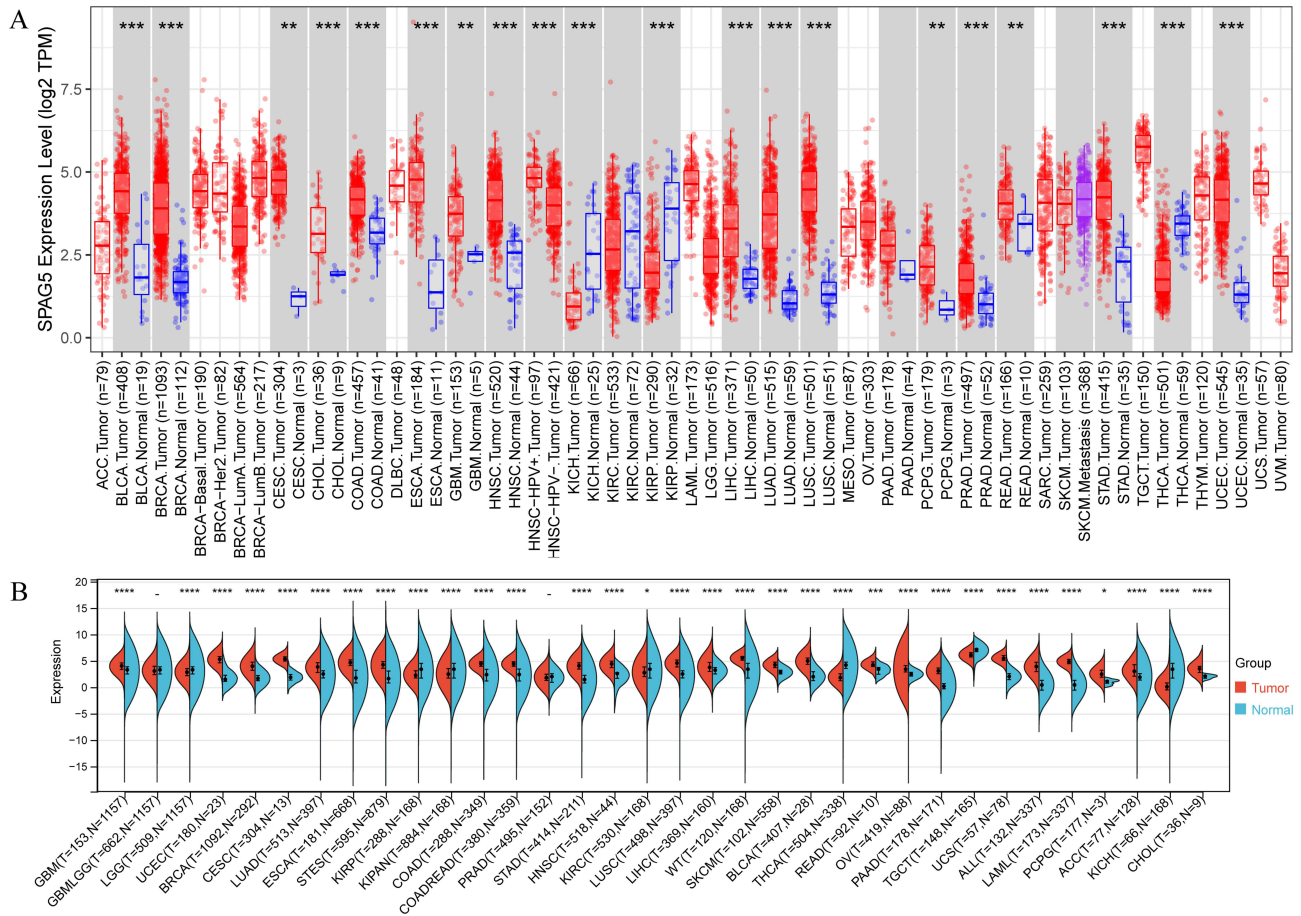 A
*** *** ** * *** *** ** *** *** *** *** *** *** ** *** ** *** *** ***
SPAG5 Expression Level (log2 TPM)
7.5
5.0
2.5
0.0
ACC.Tumor (n=79)
BLCA.Tumor (n=408)
BLCA.Normal (n=19)
BRCA.Tumor (n=1093)
BRCA.Normal (n=112)
BRCA−Basal.Tumor (n=190)
BRCA−Her2.Tumor (n=82)
BRCA−LumA.Tumor (n=564)
BRCA−LumB.Tumor (n=217)
CESC.Tumor (n=304)
CESC.Normal (n=3)
CHOL.Tumor (n=36)
CHOL.Normal (n=9)
COAD.Tumor (n=457)
COAD.Normal (n=41)
DLBC.Tumor (n=48)
ESCA.Tumor (n=184)
ESCA.Normal (n=11)
GBM.Tumor (n=153)
GBM.Normal (n=5)
HNSC.Tumor (n=520)
HNSC.Normal (n=44)
HNSC−HPV+.Tumor (n=97)
HNSC−HPV−.Tumor (n=421)
KICH.Tumor (n=66)
KICH.Normal (n=25)
KIRC.Tumor (n=533)
KIRC.Normal (n=72)
KIRP.Tumor (n=290)
KIRP.Normal (n=32)
LAML.Tumor (n=173)
LGG.Tumor (n=516)
LIHC.Tumor (n=371)
LIHC.Normal (n=50)
LUAD.Tumor (n=515)
LUAD.Normal (n=59)
LUSC.Tumor (n=501)
LUSC.Normal (n=51)
MESO.Tumor (n=87)
OV.Tumor (n=303)
PAAD.Tumor (n=178)
PAAD.Normal (n=4)
PCPG.Tumor (n=179)
PCPG.Normal (n=3)
PRAD.Tumor (n=497)
PRAD.Normal (n=52)
READ.Tumor (n=166)
READ.Normal (n=10)
SARC.Tumor (n=259)
SKCM.Tumor (n=103)
SKCM.Metastasis (n=368)
STAD.Tumor (n=415)
STAD.Normal (n=35)
TGCT.Tumor (n=150)
THCA.Tumor (n=501)
THCA.Normal (n=59)
THYM.Tumor (n=120)
UCEC.Tumor (n=545)
UCEC.Normal (n=35)
UCS.Tumor (n=57)
UVM.Tumor (n=80)
B
**** - **** **** **** **** **** **** **** **** **** **** **** - **** **** * **** **** **** **** **** **** *** **** **** **** **** **** **** * **** **** ****
Expression
20
15
10
5
0
−5
−10
−15
−20
Group
Tumor
Normal
GBM(T=153,N=1157)
GBMLGG(T=662,N=1157)
LGG(T=509,N=1157)
UCEC(T=180,N=23)
BRCA(T=1092,N=292)
CESC(T=304,N=13)
LUAD(T=513,N=397)
ESCA(T=181,N=668)
STES(T=595,N=879)
KIRP(T=288,N=168)
KIPAN(T=884,N=168)
COAD(T=288,N=349)
COADREAD(T=380,N=359)
PRAD(T=495,N=152)
STAD(T=414,N=211)
HNSC(T=518,N=44)
KIRC(T=530,N=168)
LUSC(T=498,N=397)
LIHC(T=369,N=160)
WT(T=120,N=168)
SKCM(T=102,N=558)
BLCA(T=407,N=28)
THCA(T=504,N=338)
READ(T=92,N=10)
OV(T=419,N=88)
PAAD(T=178,N=171)
TGCT(T=148,N=165)
UCS(T=57,N=78)
ALL(T=132,N=337)
LAML(T=173,N=337)
PCPG(T=177,N=3)
ACC(T=77,N=128)
KICH(T=66,N=168)
CHOL(T=36,N=9)